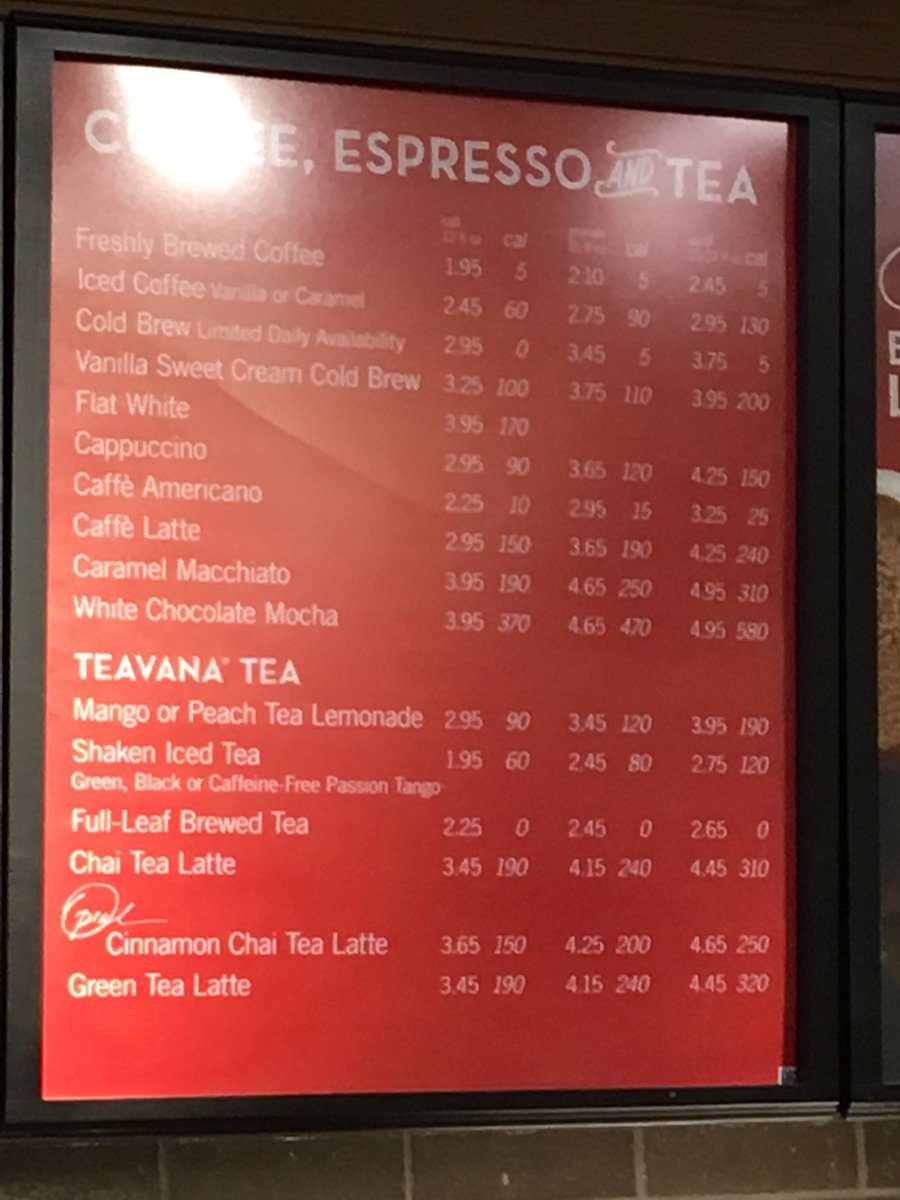 COFFEE, ESPRESSO AND TEA
tall 12 fl oz cal grande cal cal
Freshly Brewed Coffee 1.95 5 2.10 5 2.45 5
Iced Coffee Vanilla or Caramel 2.45 60 2.75 90 2.95 130
Cold Brew Limited Daily Availability 2.95 0 3.45 5 3.75 5
Vanilla Sweet Cream Cold Brew 3.25 100 3.75 110 3.95 200
Flat White 3.95 170
Cappuccino 2.95 90 3.65 120 4.25 150
Caffè Americano 2.25 10 2.95 15 3.25 25
Caffè Latte 2.95 150 3.65 190 4.25 240
Caramel Macchiato 3.95 190 4.65 250 4.95 310
White Chocolate Mocha 3.95 370 4.65 470 4.95 580
TEAVANA® TEA
Mango or Peach Tea Lemonade 2.95 90 3.45 120 3.95 190
Shaken Iced Tea 1.95 60 2.45 80 2.75 120
Green, Black or Caffeine-Free Passion Tango
Full-Leaf Brewed Tea 2.25 0 2.45 0 2.65 0
Chai Tea Latte 3.45 190 4.15 240 4.45 310
Oprah
Cinnamon Chai Tea Latte 3.65 150 4.25 200 4.65 250
Green Tea Latte 3.45 190 4.15 240 4.45 320